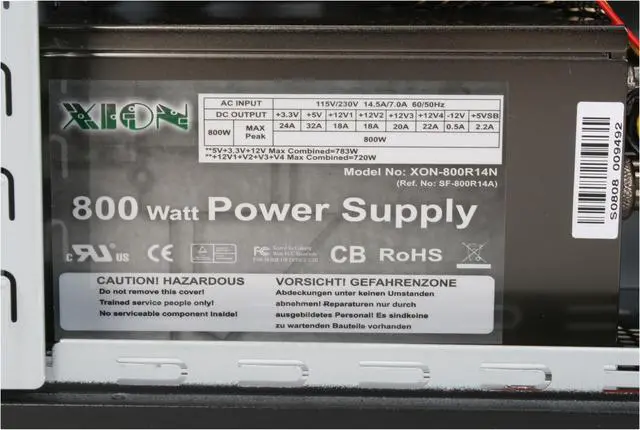 XION
AC INPUT 115V/230V 14.5A/7.0A 60/50Hz
DC OUTPUT +3.3V +5V +12V1 +12V2 +12V3 +12V4 -12V +5VSB
800W MAX Peak 24A 32A 18A 18A 20A 22A 0.5A 2.2A
800W
**5V+3.3V+12V Max Combined=783W
**+12V1+V2+V3+V4 Max Combined=720W
Model No: XON-800R14N
(Ref. No: SF-800R14A)
800 Watt Power Supply
c RU US CE FC CB RoHS
CAUTION! HAZARDOUS
Do not remove this cover!
Trained service people only!
No serviceable component Inside!
VORSICHT! GEFAHRENZONE
Abdeckungen unter keinen Umstanden
abnehmen! Reparaturen nur durch
ausgebildetes Personal! Es sindkeine
zu wartenden Bauteile vorhanden
S0808 009492